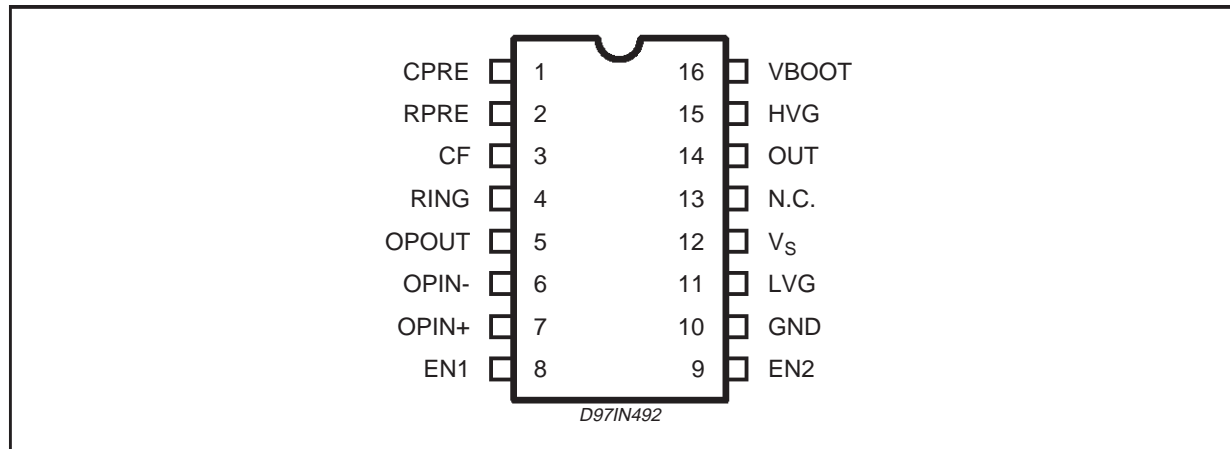 CPRE 1 16 VBOOT
RPRE 2 15 HVG
CF 3 14 OUT
RING 4 13 N.C.
OPOUT 5 12 VS
OPIN- 6 11 LVG
OPIN+ 7 10 GND
EN1 8 9 EN2
D97IN492